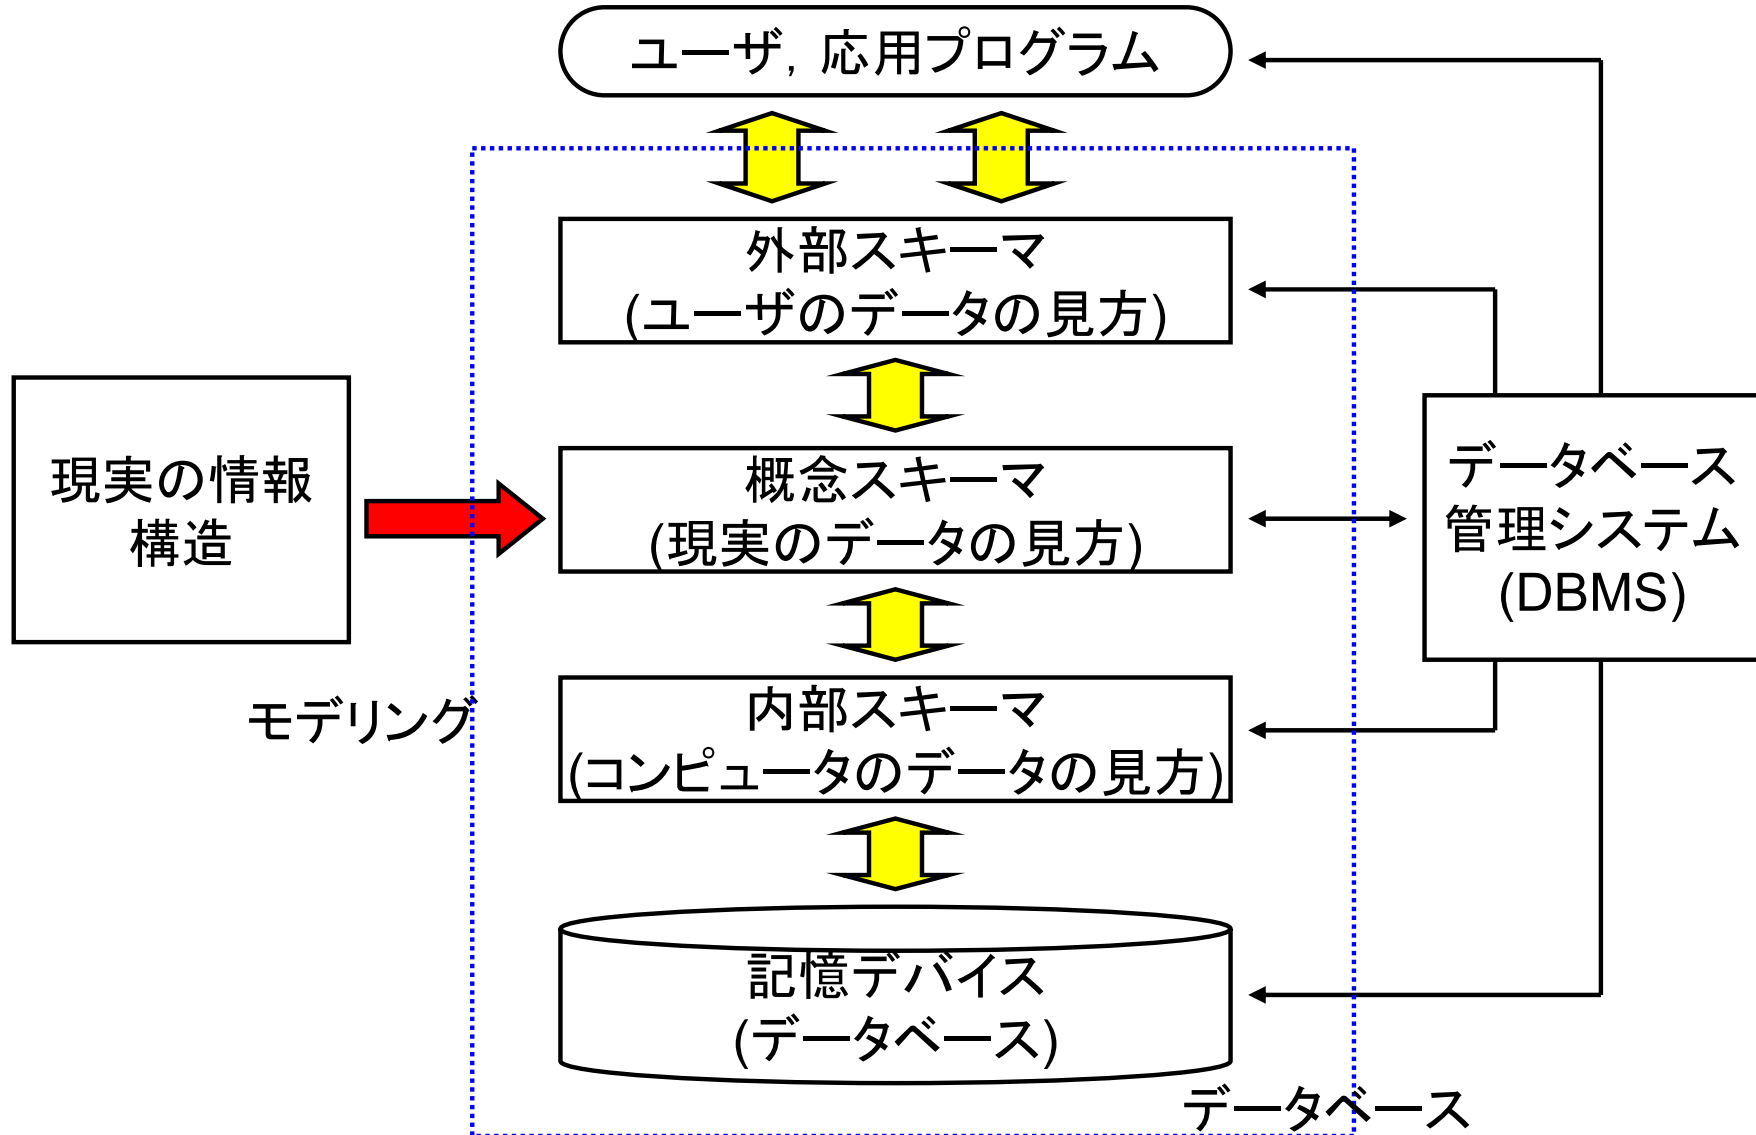 ユーザ，応用プログラム
外部スキーマ
(ユーザのデータの見方)
現実の情報
構造
概念スキーマ
(現実のデータの見方)
データベース
管理システム
(DBMS)
モデリング
内部スキーマ
(コンピュータのデータの見方)
記憶デバイス
(データベース)
データベース